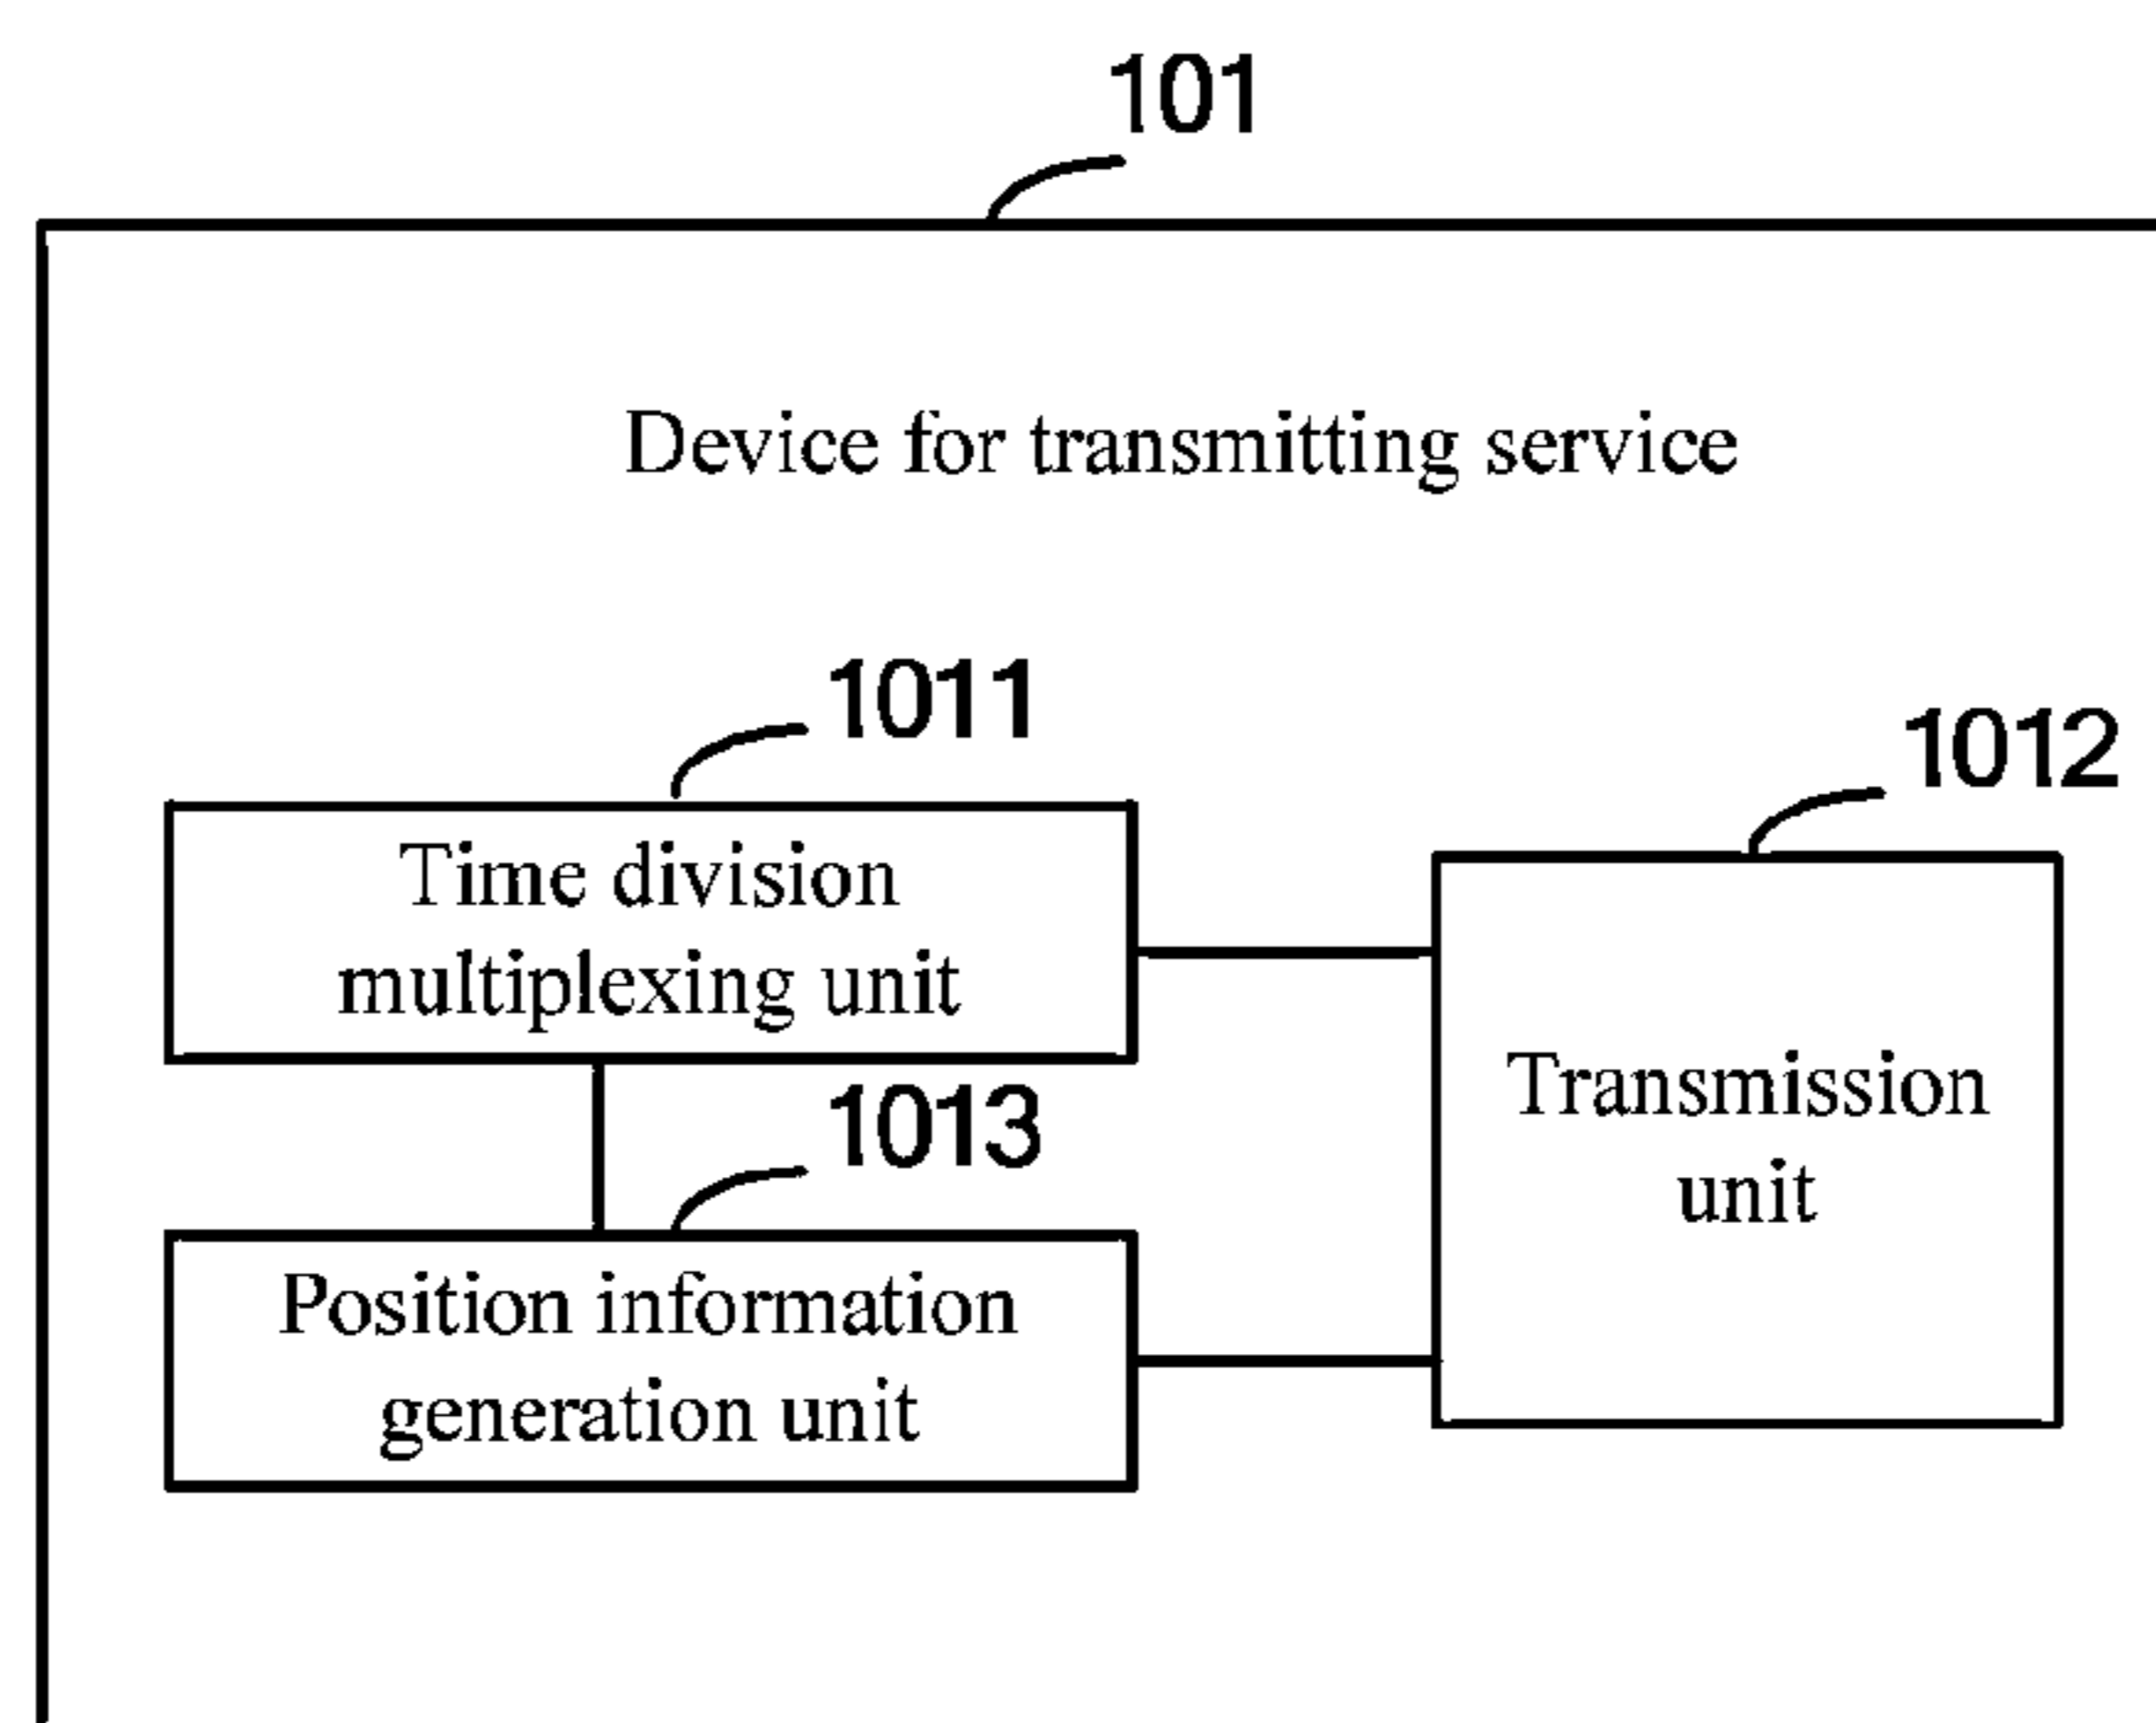 101
Device for transmitting service
1011
1012
Time division
multiplexing unit
Transmission
unit
1013
Position information
generation unit